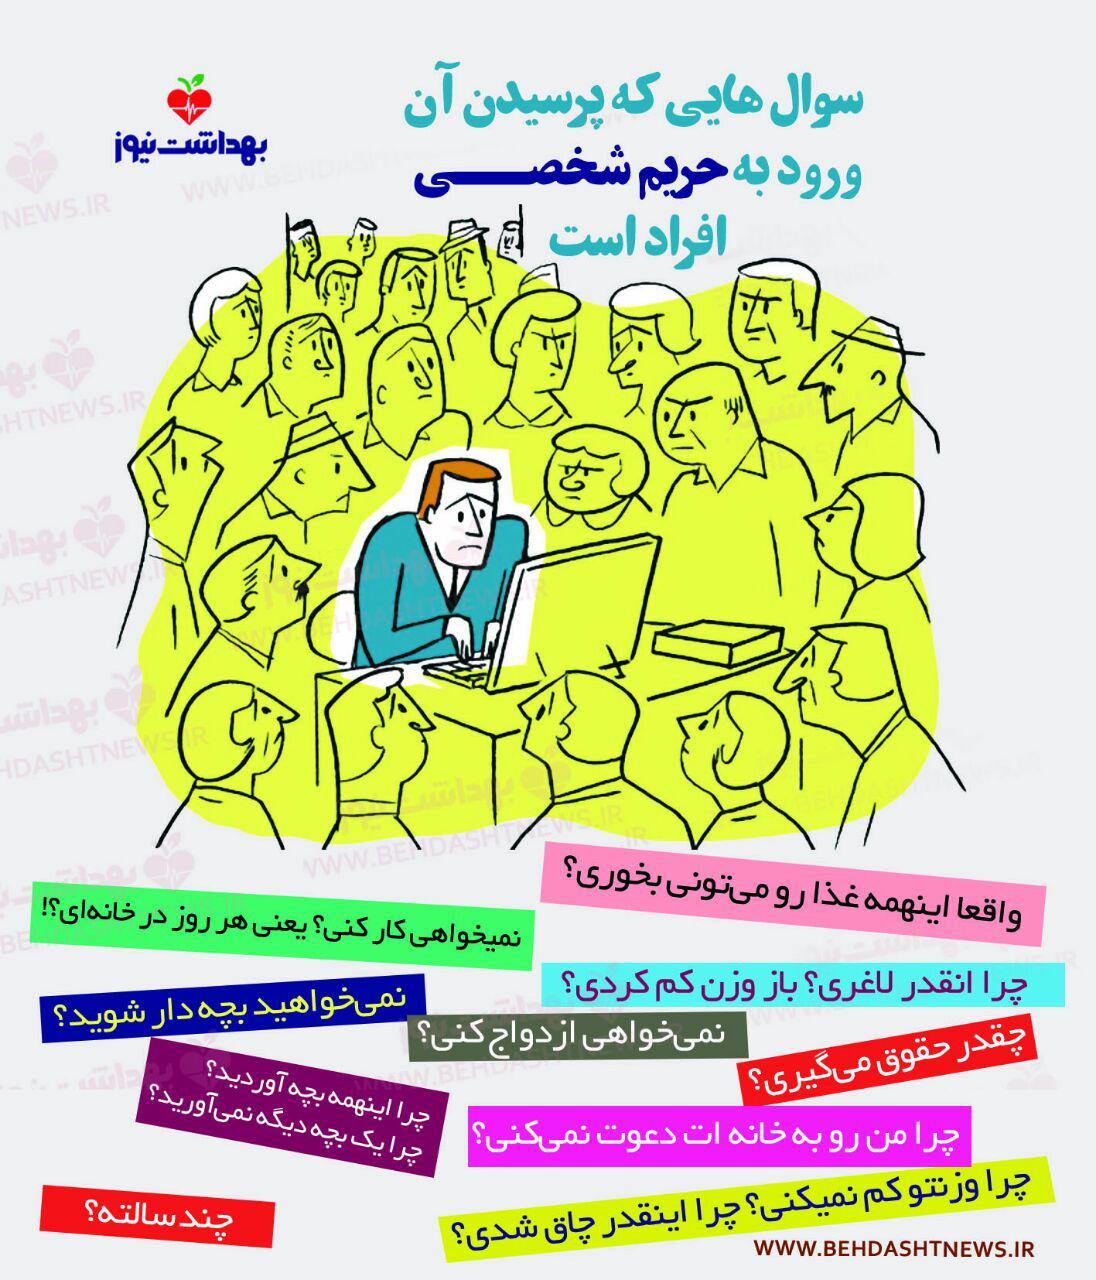 سوال هایی که پرسیدن آن
ورود به حریم شخصی
افراد است
بهداشت نیوز
واقعا اینهمه غذا رو می‌تونی بخوری؟
نمیخواهی کار کنی؟ یعنی هر روز در خانه‌ای؟!
چرا انقدر لاغری؟ باز وزن کم کردی؟
نمی‌خواهید بچه دار شوید؟
نمی‌خواهی ازدواج کنی؟
چقدر حقوق می‌گیری؟
چرا اینهمه بچه آوردید؟
چرا یک بچه دیگه نمی‌آورید؟
چرا من رو به خانه ات دعوت نمی‌کنی؟
چرا وزنتو کم نمیکنی؟ چرا اینقدر چاق شدی؟
چند سالته؟
WWW.BEHDASHTNEWS.IR